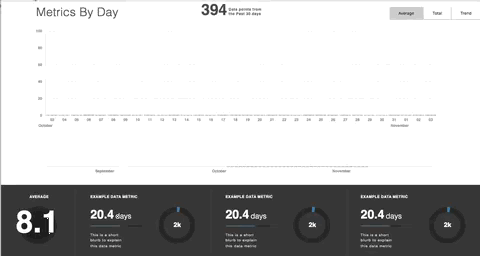 Metrics By Day
394 Data points from
the Past 35 days
Average Total Trend
100
80
60
40
20
0
03 04 06 07 08 09 10 11 12 13 14 15 16 17 18 19 20 21 22 23 24 25 26 27 28 29 30 31 01 02 03
October November
September October November
AVERAGE
8.1
EXAMPLE DATA METRIC
20.4 days
This is a short
blurb to explain
this data metric
2k
EXAMPLE DATA METRIC
20.4 days
This is a short
blurb to explain
this data metric
2k
EXAMPLE DATA METRIC
20.4 days
This is a short
blurb to explain
this data metric
2k